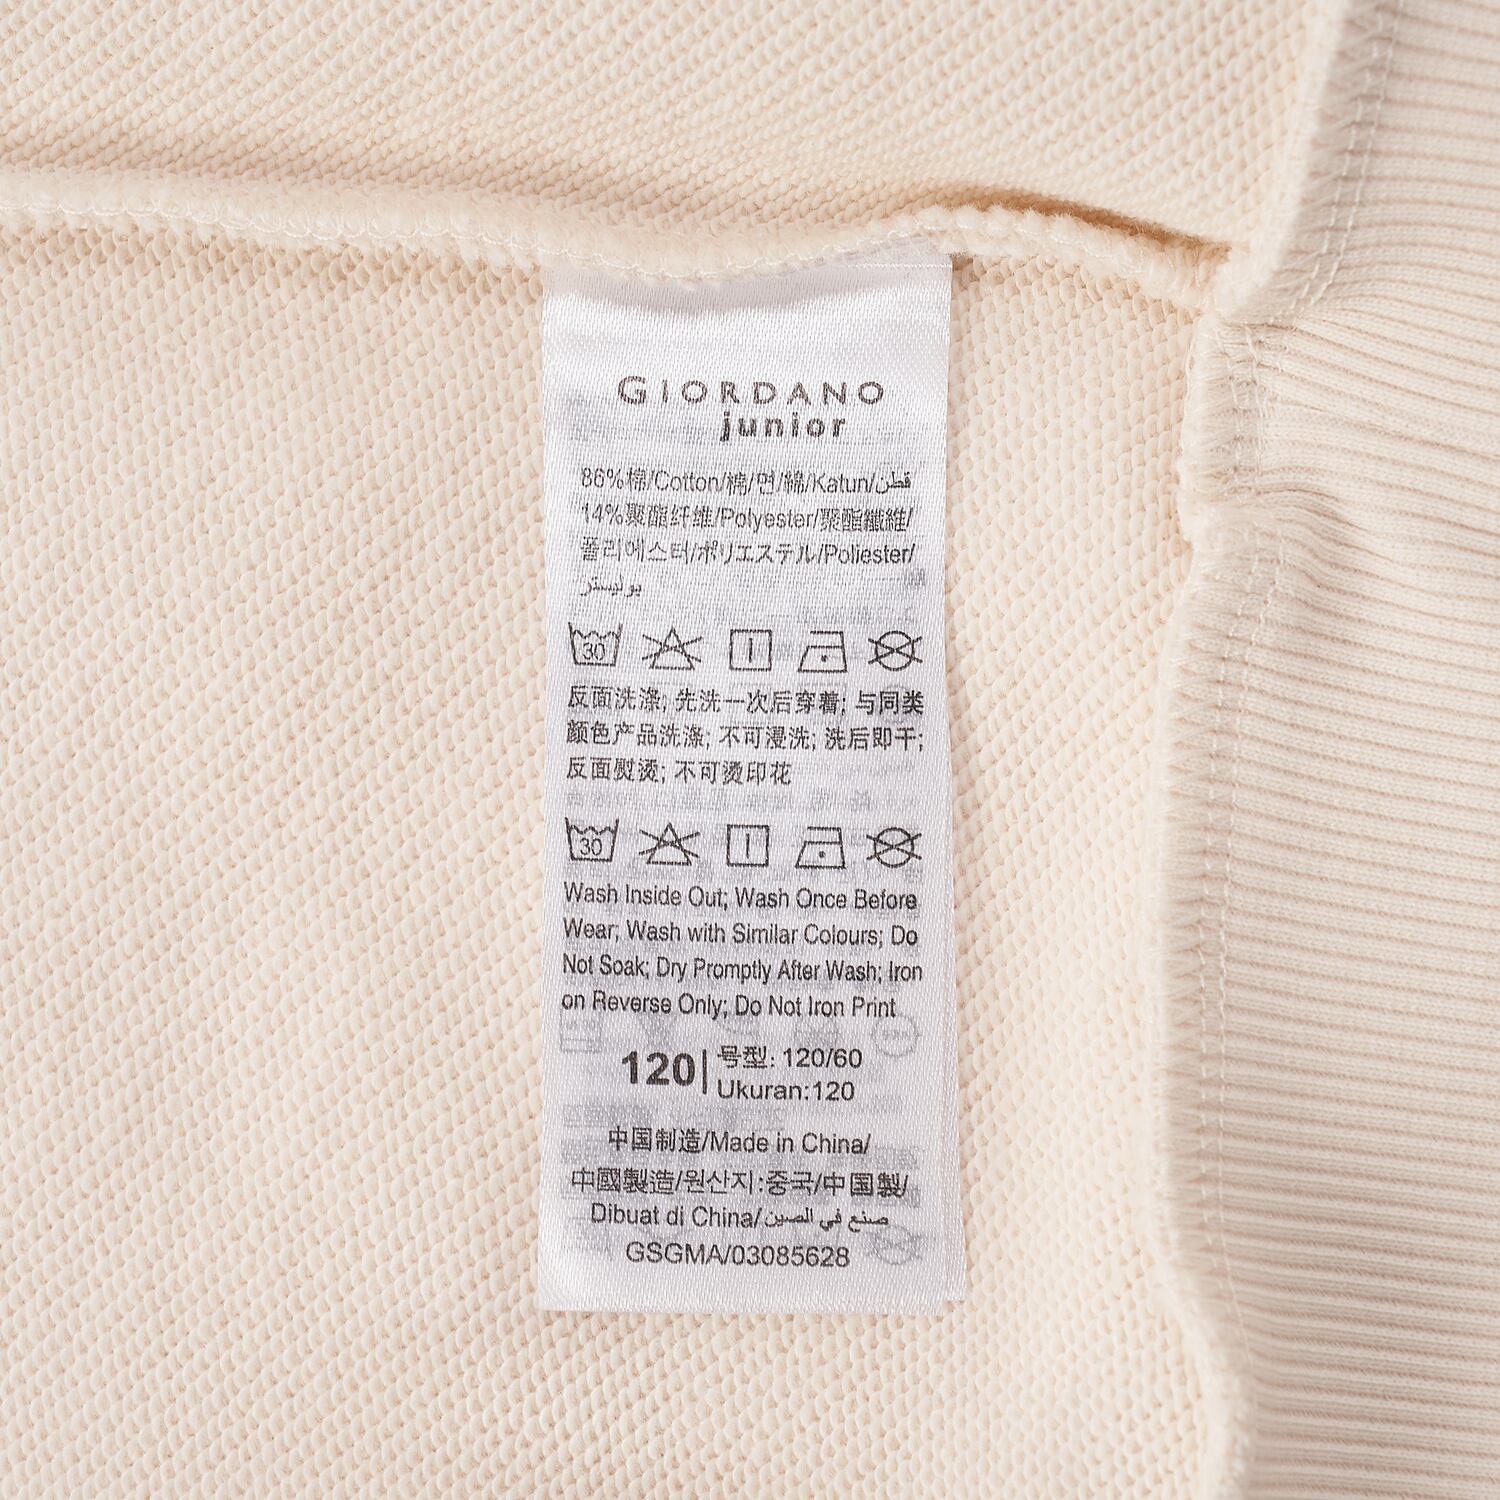 GIORDANO
junior
86%棉/Cotton/棉/면/綿/Katun/قطن
14%聚酯纤维/Polyester/聚酯纖維/
폴리에스터/ポリエステル/Poliester/
بوليستر
30
反面洗涤; 先洗一次后穿着; 与同类
颜色产品洗涤; 不可浸洗; 洗后即干;
反面熨烫; 不可烫印花
30
Wash Inside Out; Wash Once Before
Wear; Wash with Similar Colours; Do
Not Soak; Dry Promptly After Wash; Iron
on Reverse Only; Do Not Iron Print
120 号型: 120/60
Ukuran:120
中国制造/Made in China/
中國製造/원산지:중국/中国製/
Dibuat di China/صنع في الصين
GSGMA/03085628